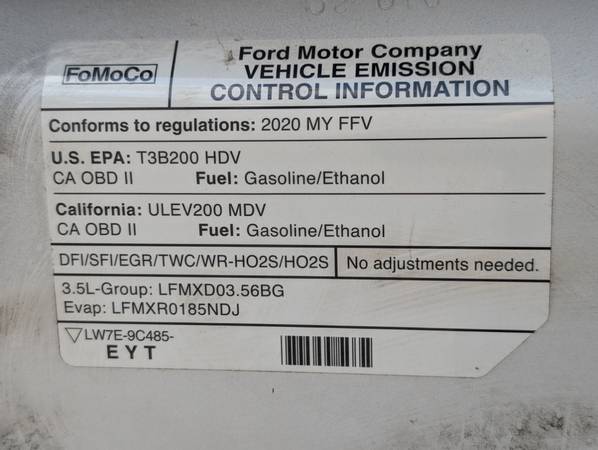 FoMoCo
Ford Motor Company
VEHICLE EMISSION
CONTROL INFORMATION
Conforms to regulations: 2020 MY FFV
U.S. EPA: T3B200 HDV
CA OBD II Fuel: Gasoline/Ethanol
California: ULEV200 MDV
CA OBD II Fuel: Gasoline/Ethanol
DFI/SFI/EGR/TWC/WR-HO2S/HO2S No adjustments needed.
3.5L-Group: LFMXD03.56BG
Evap: LFMXR0185NDJ
▽LW7E-9C485-
E Y T